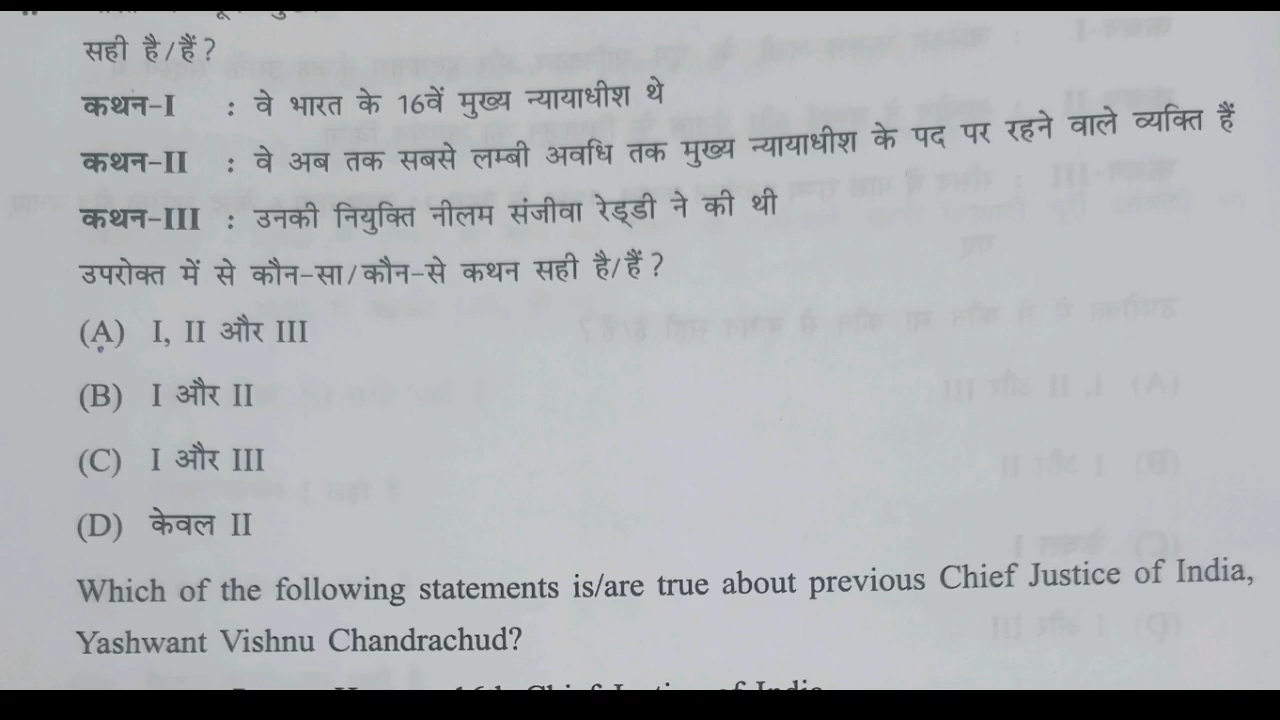 सही है/हैं?
कथन-I : वे भारत के 16वें मुख्य न्यायाधीश थे
कथन-II : वे अब तक सबसे लम्बी अवधि तक मुख्य न्यायाधीश के पद पर रहने वाले व्यक्ति हैं
कथन-III : उनकी नियुक्ति नीलम संजीवा रेड्डी ने की थी
उपरोक्त में से कौन-सा/कौन-से कथन सही है/हैं?
(A) I, II और III
(B) I और II
(C) I और III
(D) केवल II
Which of the following statements is/are true about previous Chief Justice of India,
Yashwant Vishnu Chandrachud?